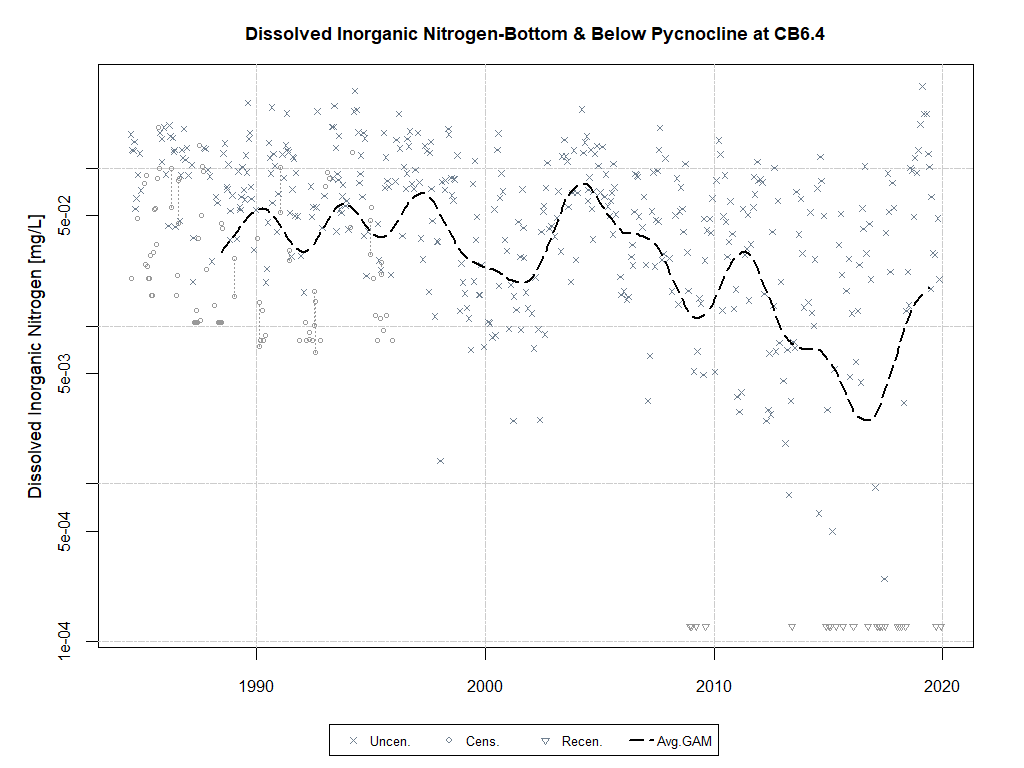 Dissolved Inorganic Nitrogen-Bottom & Below Pycnocline at CB6.4
Dissolved Inorganic Nitrogen [mg/L]
5e-02
5e-03
5e-04
1e-04
1990
2000
2010
2020
Uncen.
Cens.
Recen.
Avg.GAM